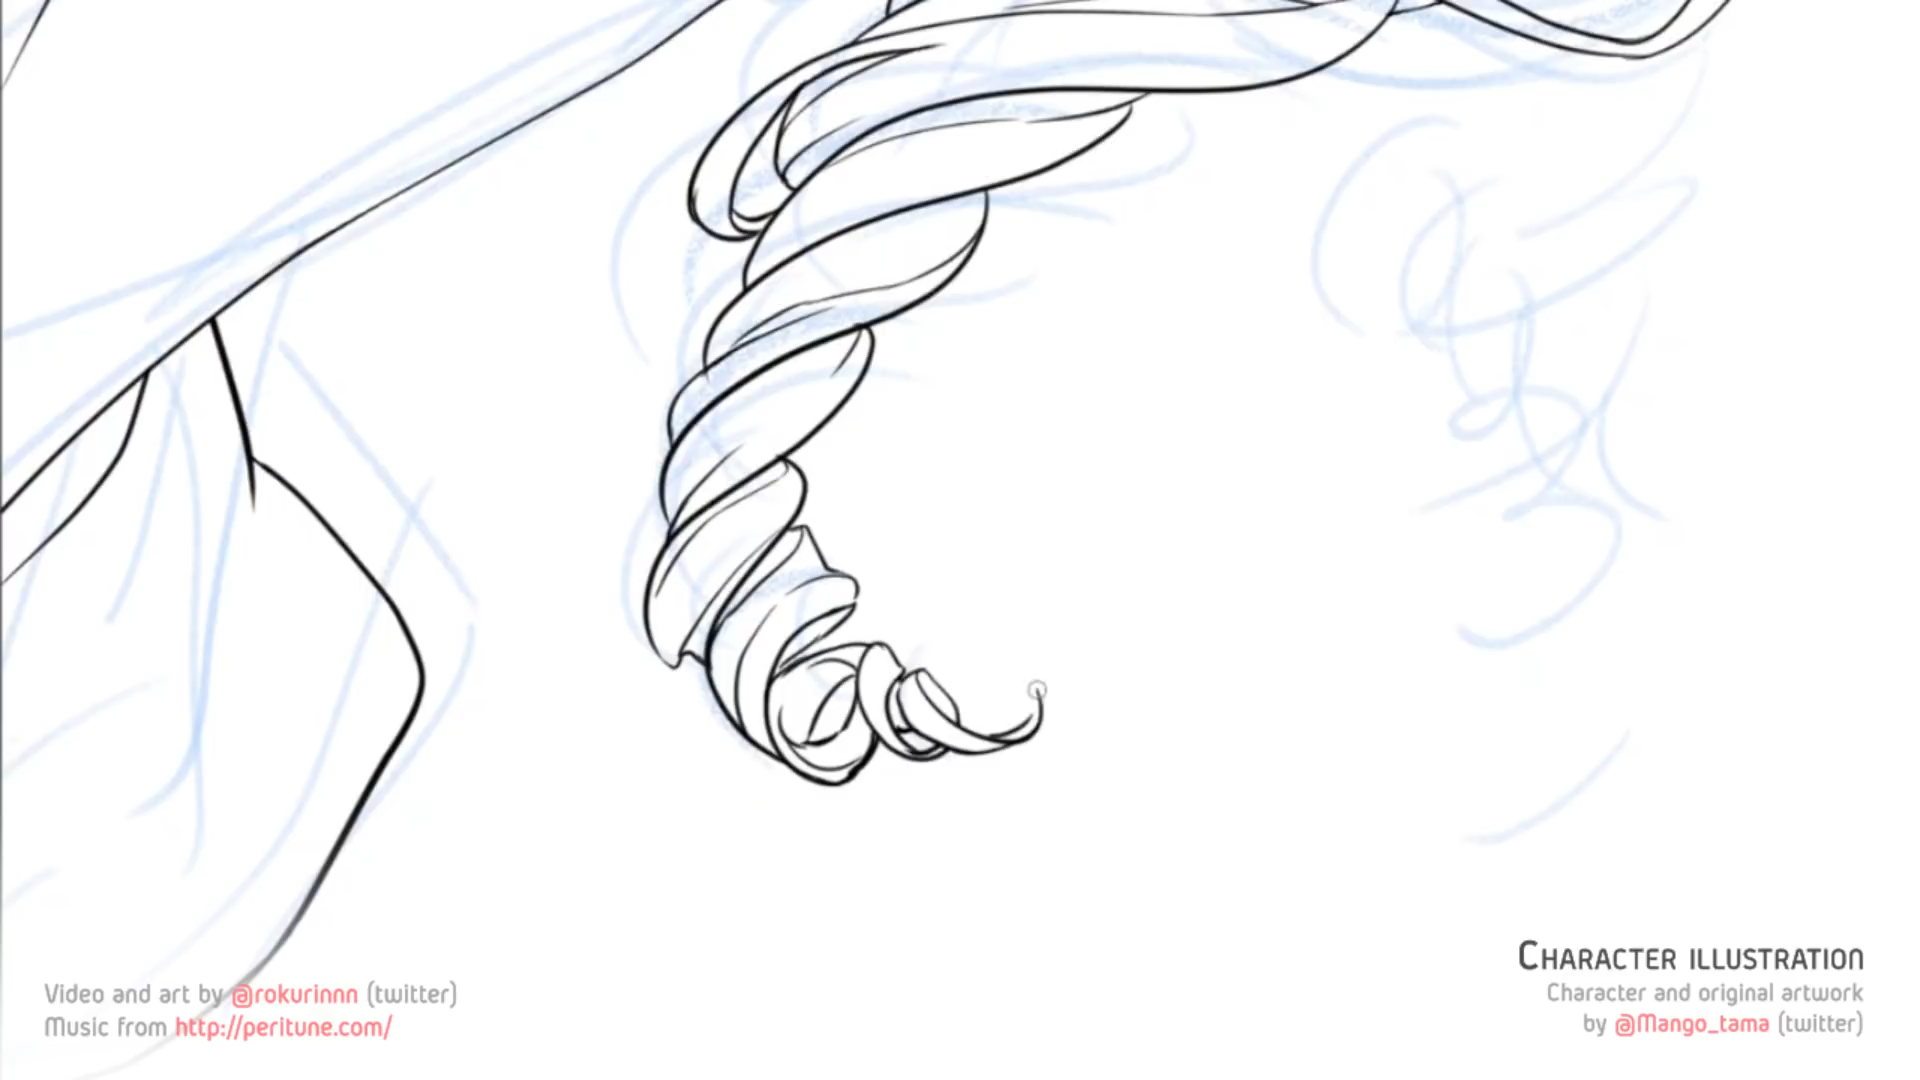 Video and art by @rokurinnn (twitter)
Music from http://peritune.com/
Character illustration
Character and original artwork
by @Mango_tama (twitter)